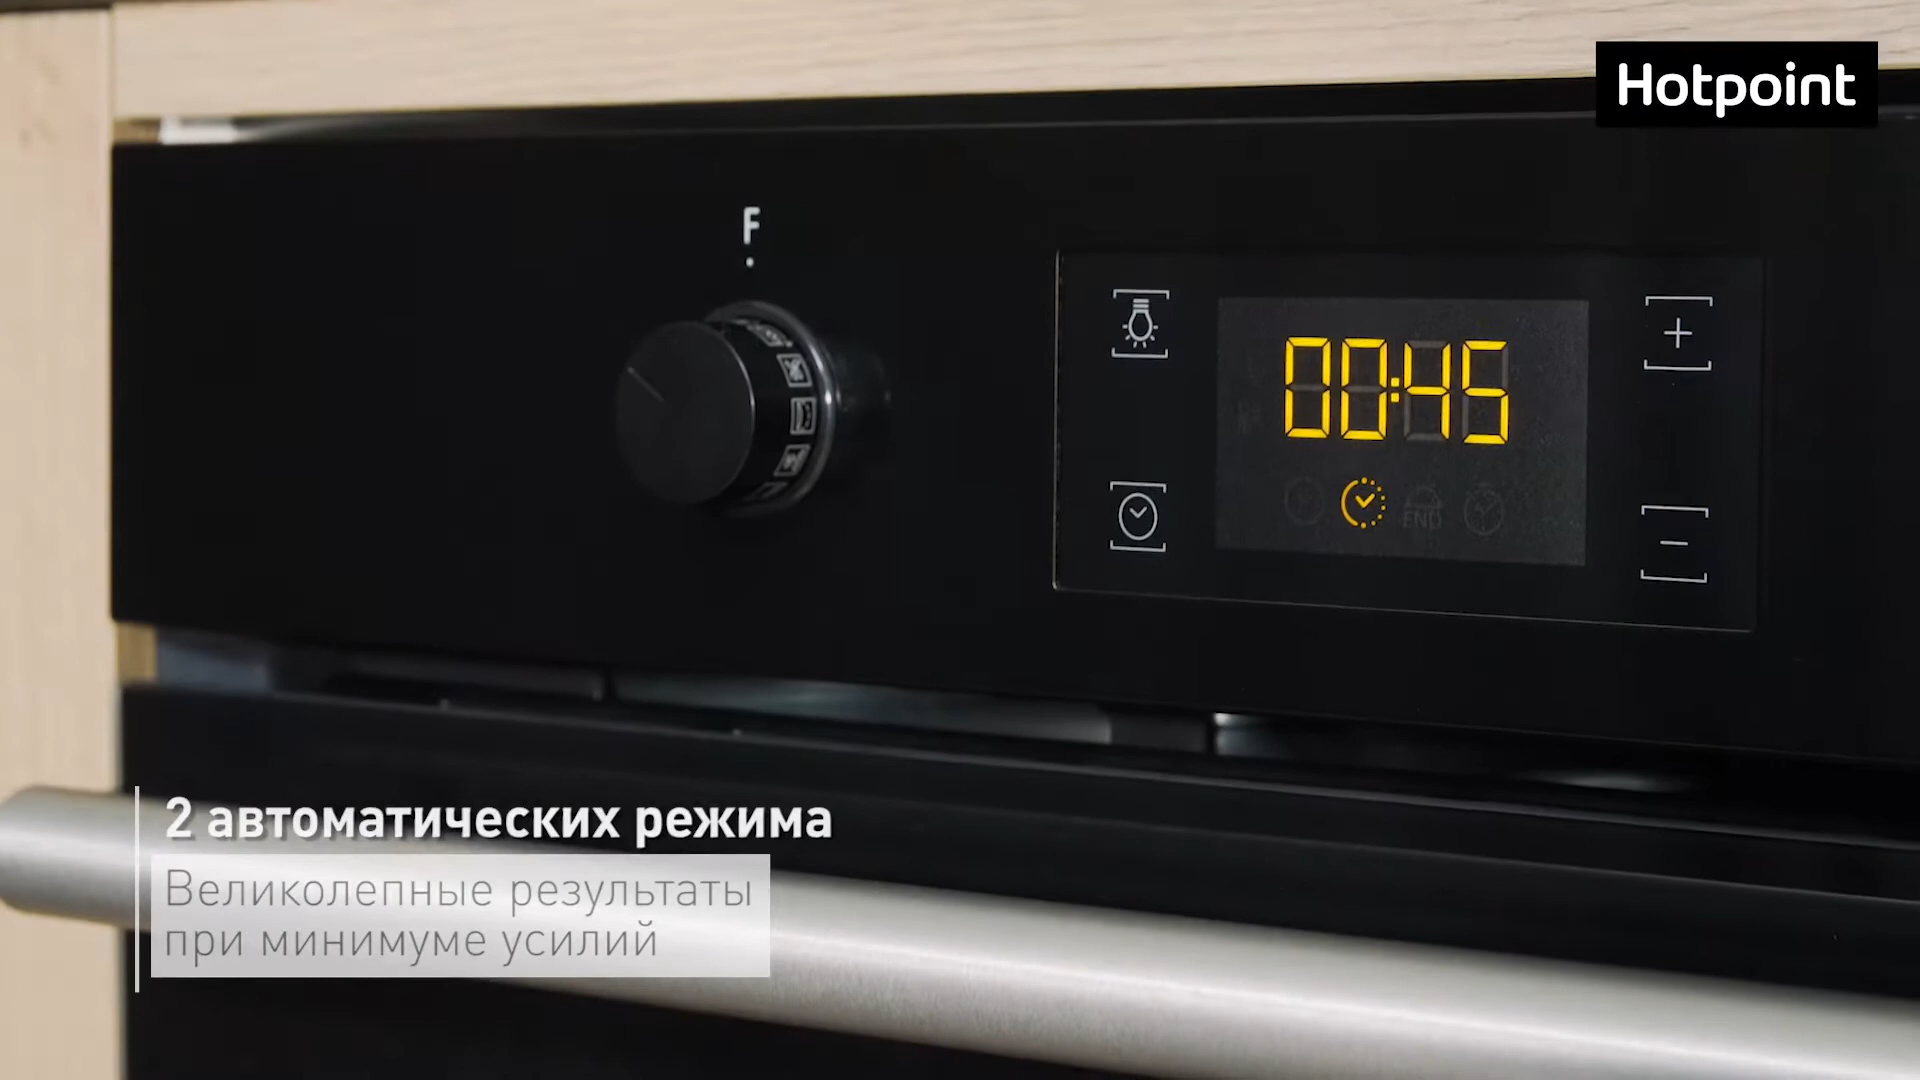 Hotpoint
F
00:45
END
2 автоматических режима
Великолепные результаты
при минимуме усилий